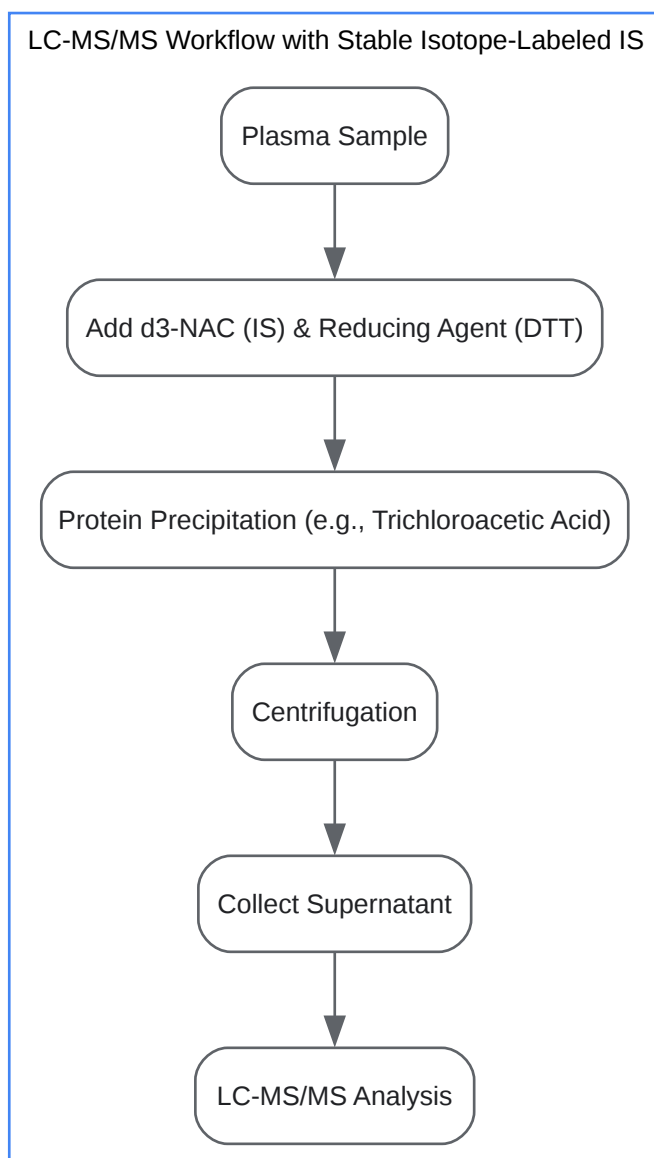 LC-MS/MS Workflow with Stable Isotope-Labeled IS
Plasma Sample
Add d3-NAC (IS) & Reducing Agent (DTT)
Protein Precipitation (e.g., Trichloroacetic Acid)
Centrifugation
Collect Supernatant
LC-MS/MS Analysis